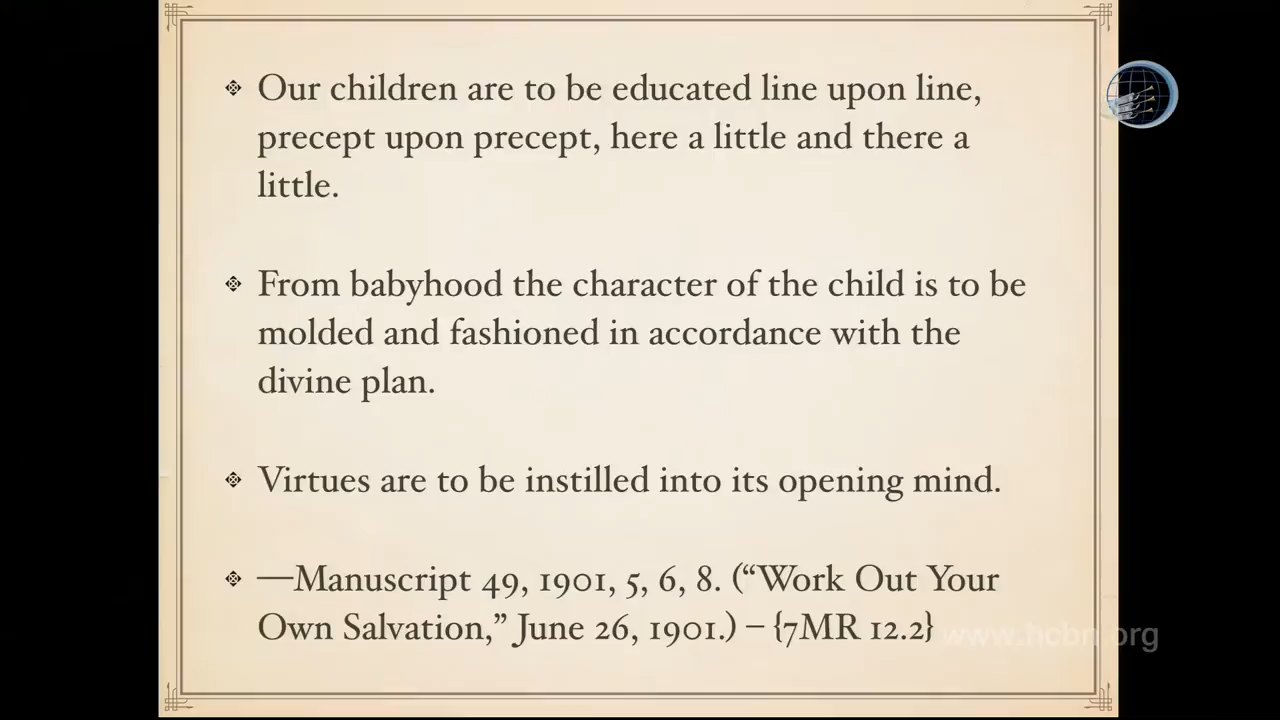 Our children are to be educated line upon line,
precept upon precept, here a little and there a
little.
From babyhood the character of the child is to be
molded and fashioned in accordance with the
divine plan.
Virtues are to be instilled into its opening mind.
—Manuscript 49, 1901, 5, 6, 8. (“Work Out Your
Own Salvation,” June 26, 1901.) – {7MR 12.2}
www.hcbn.org